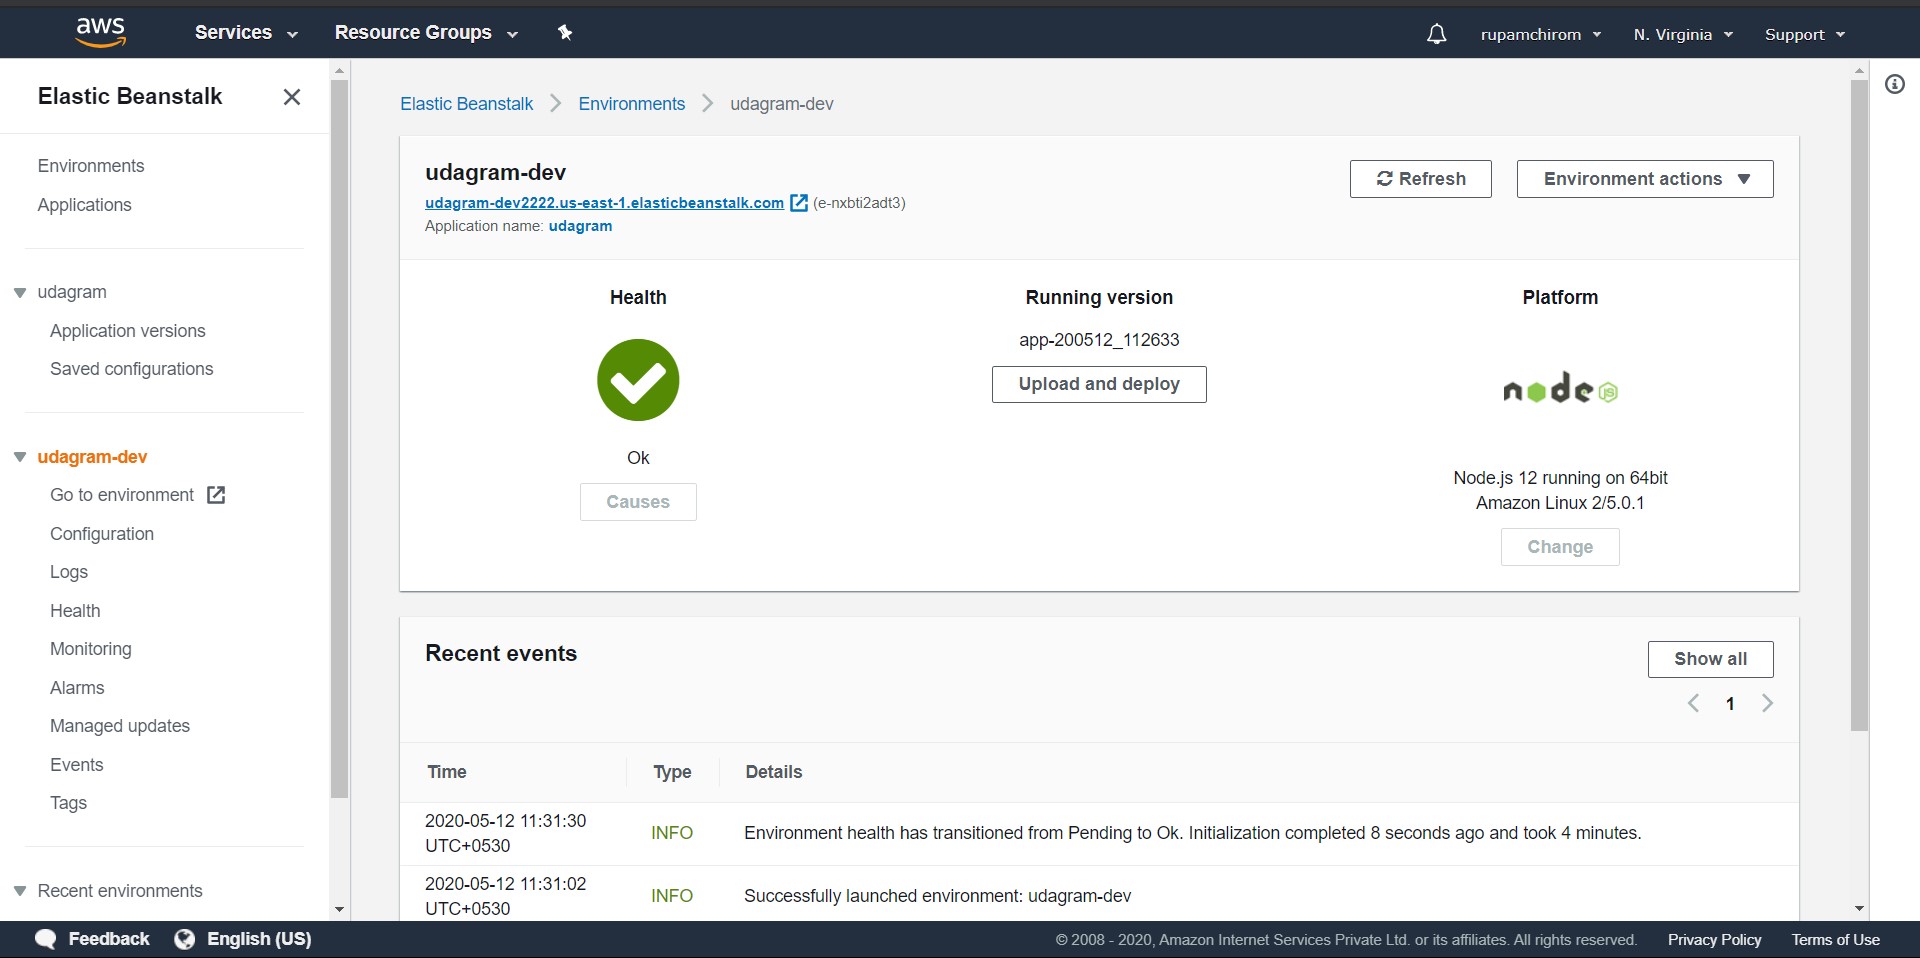 aws
Services
Resource Groups
rupamchirom
N. Virginia
Support
Elastic Beanstalk
Environments
Applications
udagram
Application versions
Saved configurations
udagram-dev
Go to environment
Configuration
Logs
Health
Monitoring
Alarms
Managed updates
Events
Tags
Recent environments
Elastic Beanstalk
Environments
udagram-dev
udagram-dev
udagram-dev2222.us-east-1.elasticbeanstalk.com (e-nxbti2adt3)
Application name: udagram
Refresh
Environment actions
Health
Ok
Causes
Running version
app-200512_112633
Upload and deploy
Platform
node JS
Node.js 12 running on 64bit
Amazon Linux 2/5.0.1
Change
Recent events
Show all
1
Time Type Details
2020-05-12 11:31:30
UTC+0530
INFO
Environment health has transitioned from Pending to Ok. Initialization completed 8 seconds ago and took 4 minutes.
2020-05-12 11:31:02
UTC+0530
INFO
Successfully launched environment: udagram-dev
Feedback
English (US)
© 2008 - 2020, Amazon Internet Services Private Ltd. or its affiliates. All rights reserved.
Privacy Policy
Terms of Use